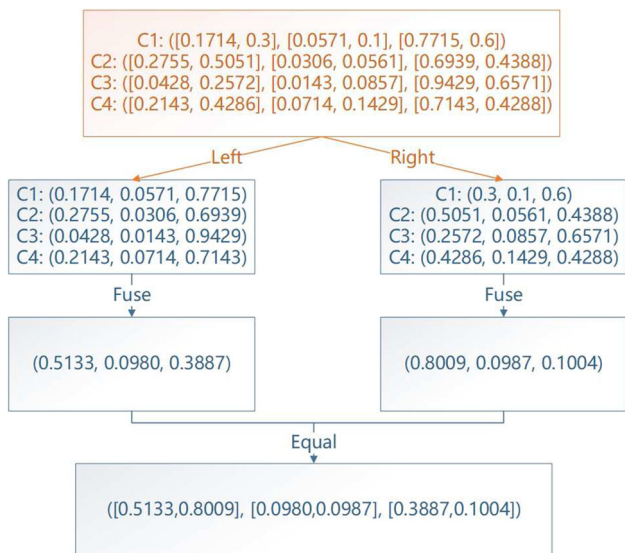 C1: ([0.1714, 0.3], [0.0571, 0.1], [0.7715, 0.6])
C2: ([0.2755, 0.5051], [0.0306, 0.0561], [0.6939, 0.4388])
C3: ([0.0428, 0.2572], [0.0143, 0.0857], [0.9429, 0.6571])
C4: ([0.2143, 0.4286], [0.0714, 0.1429], [0.7143, 0.4288])
Left
Right
C1: (0.1714, 0.0571, 0.7715)
C2: (0.2755, 0.0306, 0.6939)
C3: (0.0428, 0.0143, 0.9429)
C4: (0.2143, 0.0714, 0.7143)
C1: (0.3, 0.1, 0.6)
C2: (0.5051, 0.0561, 0.4388)
C3: (0.2572, 0.0857, 0.6571)
C4: (0.4286, 0.1429, 0.4288)
Fuse
Fuse
(0.5133, 0.0980, 0.3887)
(0.8009, 0.0987, 0.1004)
Equal
([0.5133,0.8009], [0.0980,0.0987], [0.3887,0.1004])